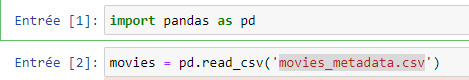 Entrée [1]: import pandas as pd
Entrée [2]: movies = pd.read_csv('movies_metadata.csv')